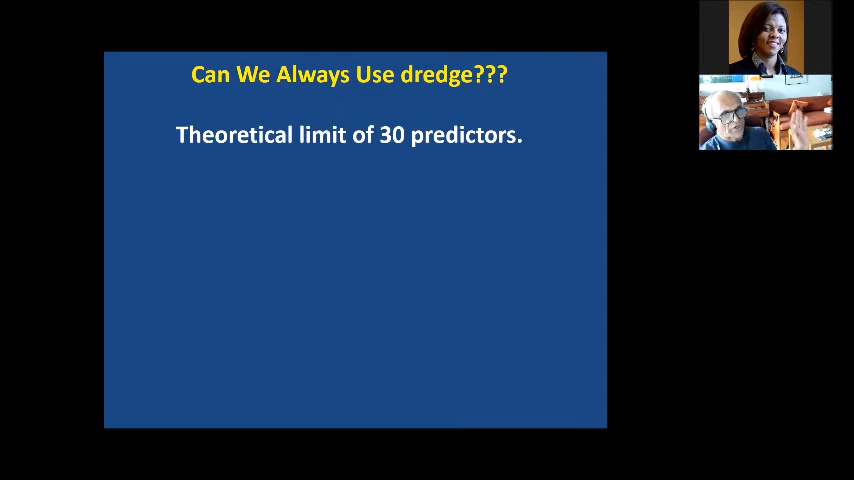 Can We Always Use dredge???
Theoretical limit of 30 predictors.